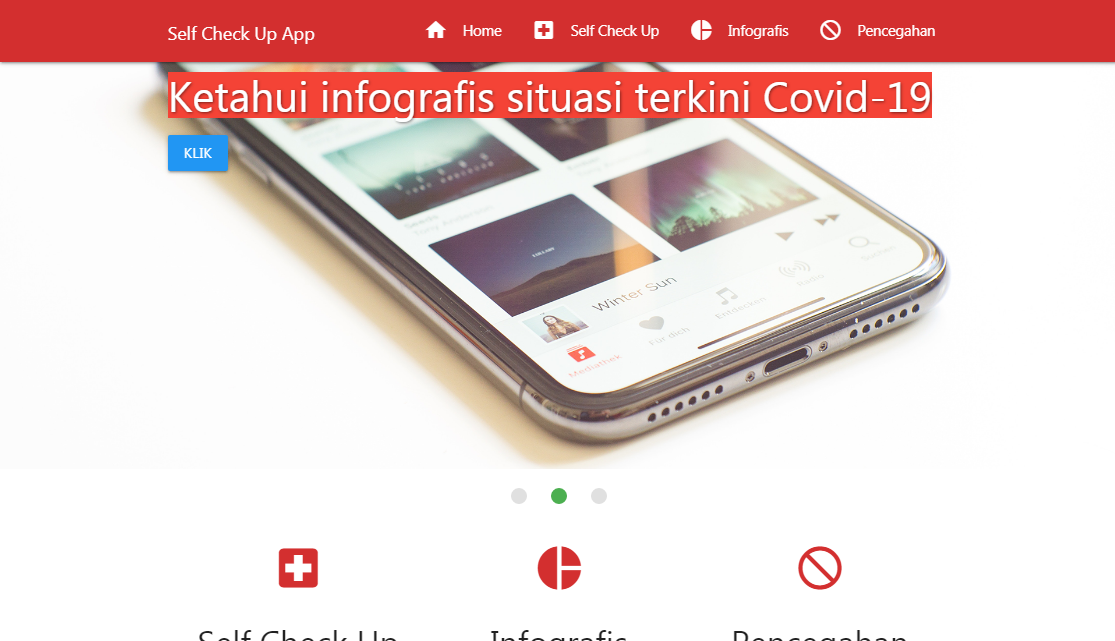 Self Check Up App
Home
Self Check Up
Infografis
Pencegahan
Ketahui infografis situasi terkini Covid-19
KLIK
Winter Sun
Mediathek
Für dich
Entdecken
Radio
Suchen
Self Check Up
Infografis
Pencegahan